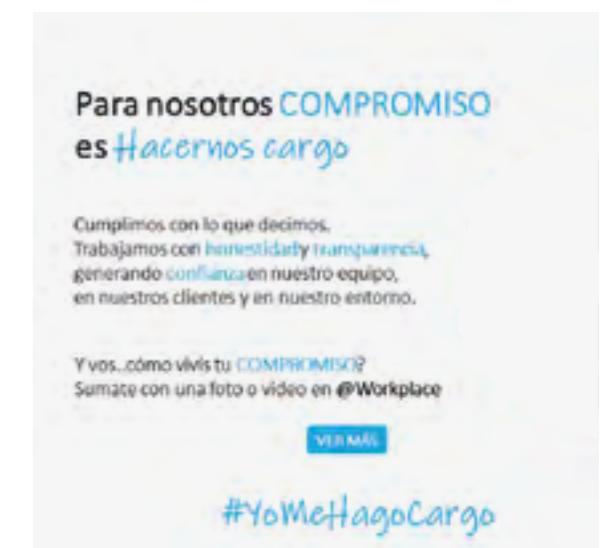 Para nosotros COMPROMISO
es Hacernos cargo
Cumplimos con lo que decimos.
Trabajamos con honestidad y transparencia,
generando confianza en nuestro equipo,
en nuestros clientes y en nuestro entorno.
Y vos..cómo vivís tu COMPROMISO?
Sumate con una foto o video en @Workplace
VER MÁS
#YoMeHagoCargo